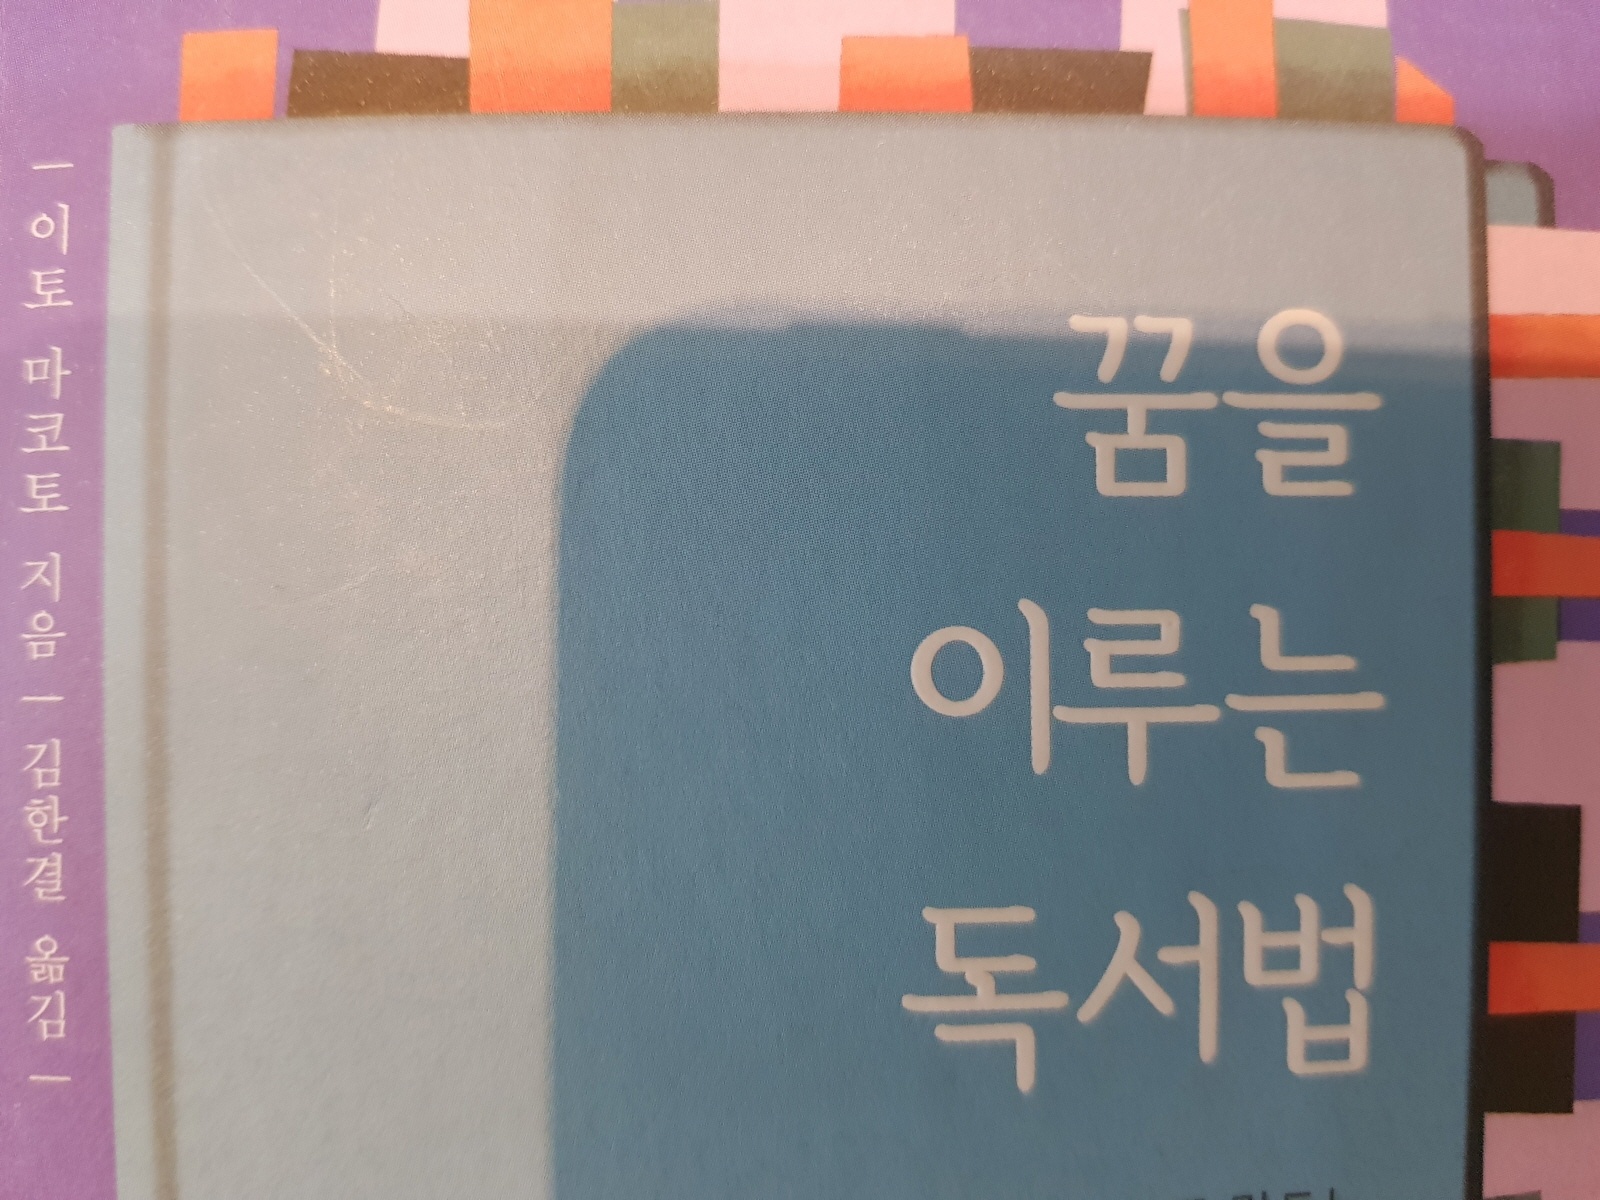 꿈을
이루는
독서법
— 이토 마코토 지음 — 김한결 옮김 —